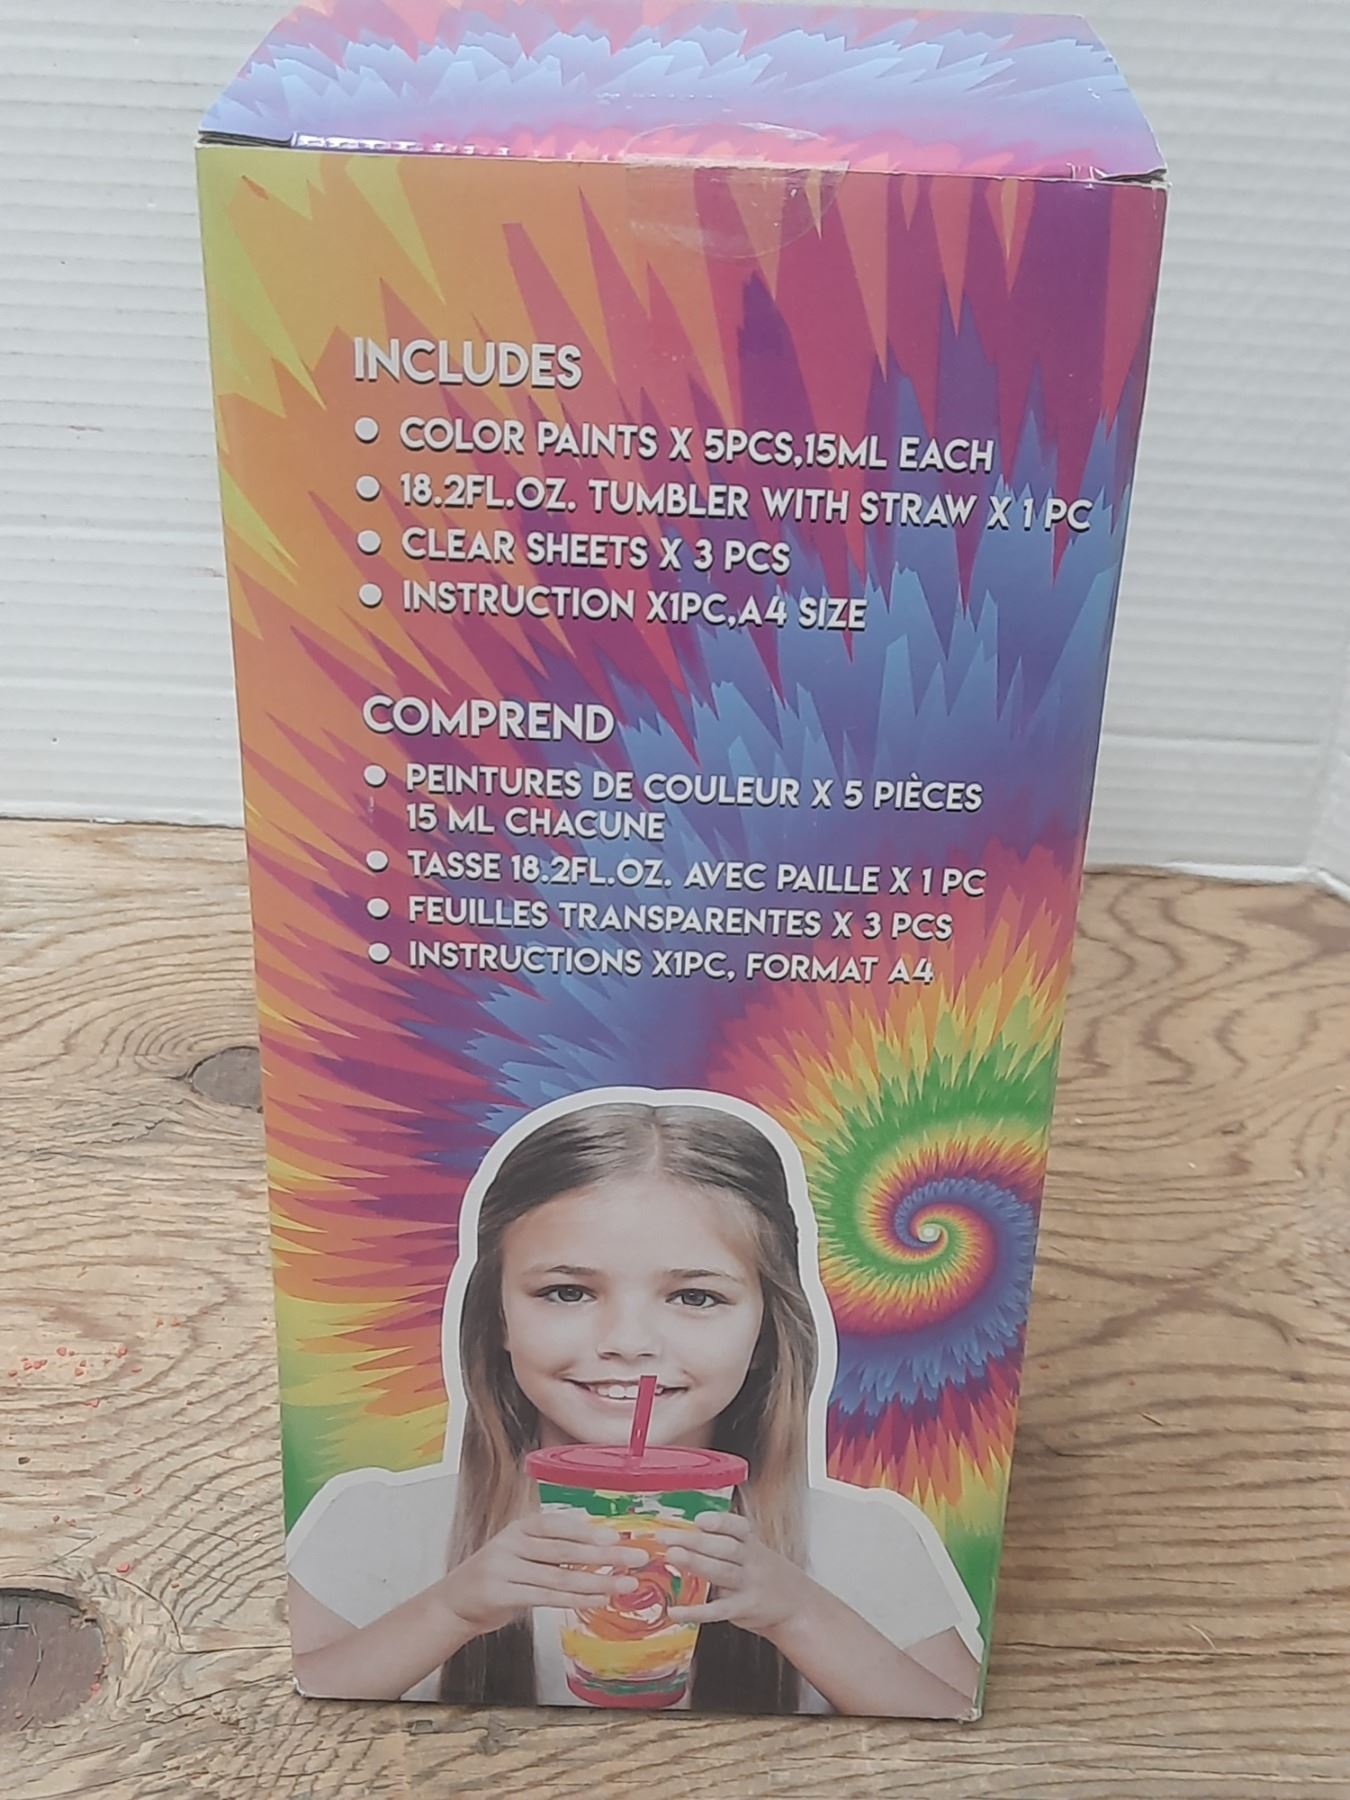 INCLUDES
COLOR PAINTS X 5PCS,15ML EACH
18.2FL.OZ. TUMBLER WITH STRAW X 1 PC
CLEAR SHEETS X 3 PCS
INSTRUCTION X1PC,A4 SIZE
COMPREND
PEINTURES DE COULEUR X 5 PIÈCES
15 ML CHACUNE
TASSE 18.2FL.OZ. AVEC PAILLE X 1 PC
FEUILLES TRANSPARENTES X 3 PCS
INSTRUCTIONS X1PC, FORMAT A4